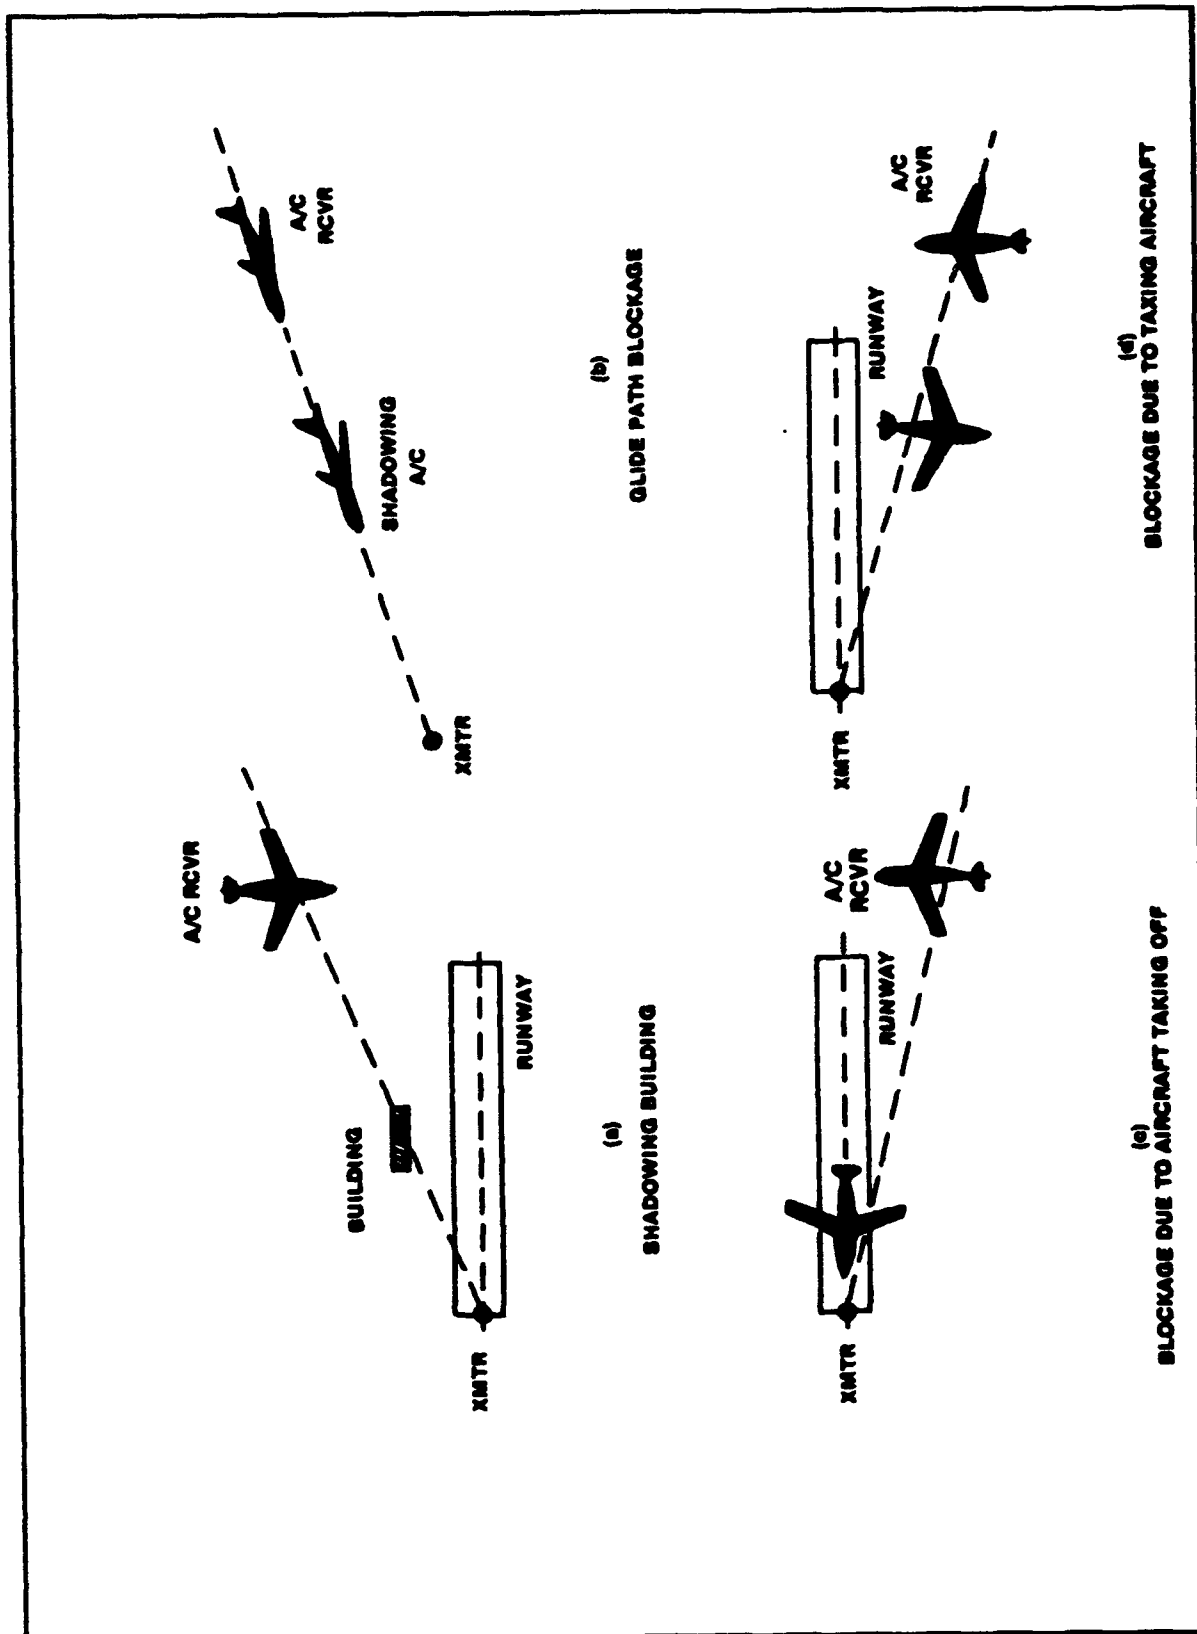 A/C RCVR
BUILDING
XMTR
RUNWAY
(a)
SHADOWING BUILDING
A/C
RCVR
SHADOWING
A/C
XMTR
(b)
GLIDE PATH BLOCKAGE
A/C
RCVR
XMTR
RUNWAY
(c)
BLOCKAGE DUE TO AIRCRAFT TAKING OFF
A/C
RCVR
RUNWAY
XMTR
(d)
BLOCKAGE DUE TO TAXING AIRCRAFT